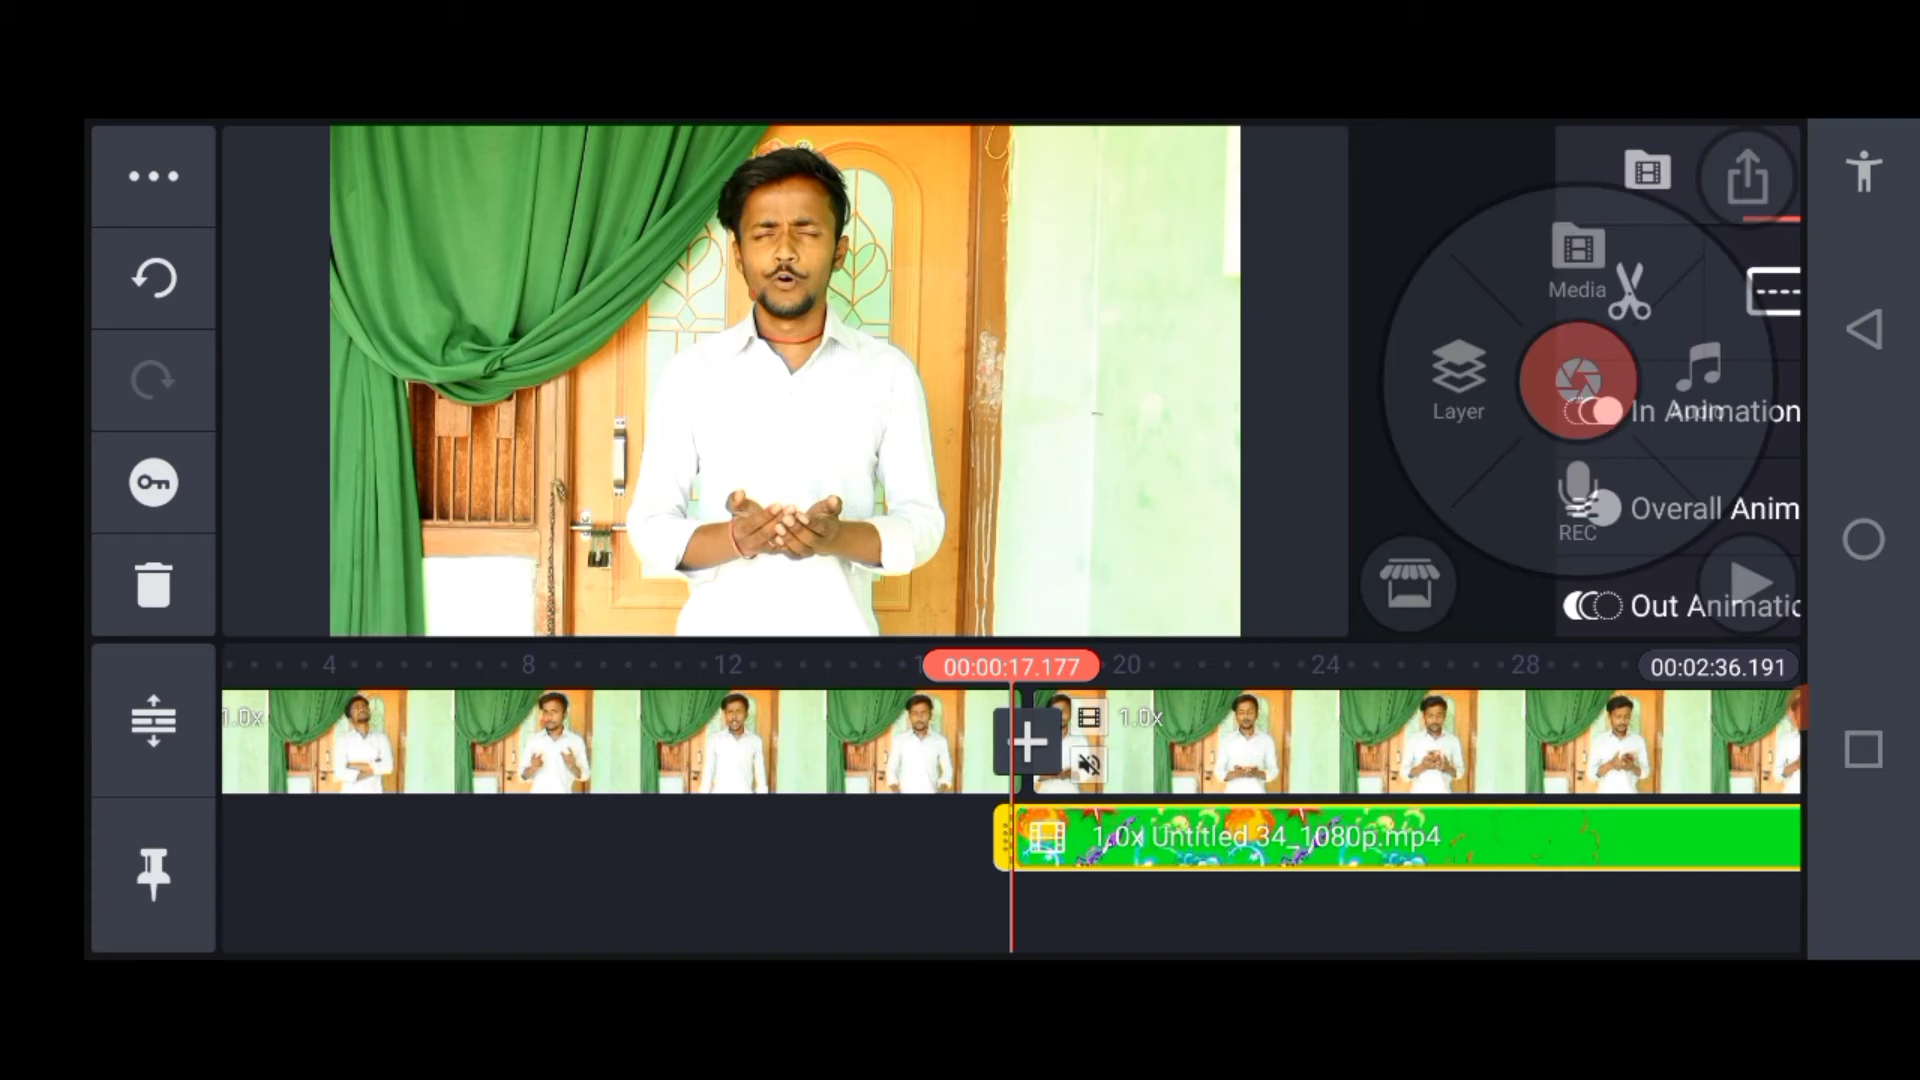 Media
Layer
Audio
In Animation
REC
Overall Anim
Out Animatic
4
8
12
00:00:17.177
20
24
28
00:02:36.191
1.0x
1.0x
1.0x Untitled 34_1080p.mp4